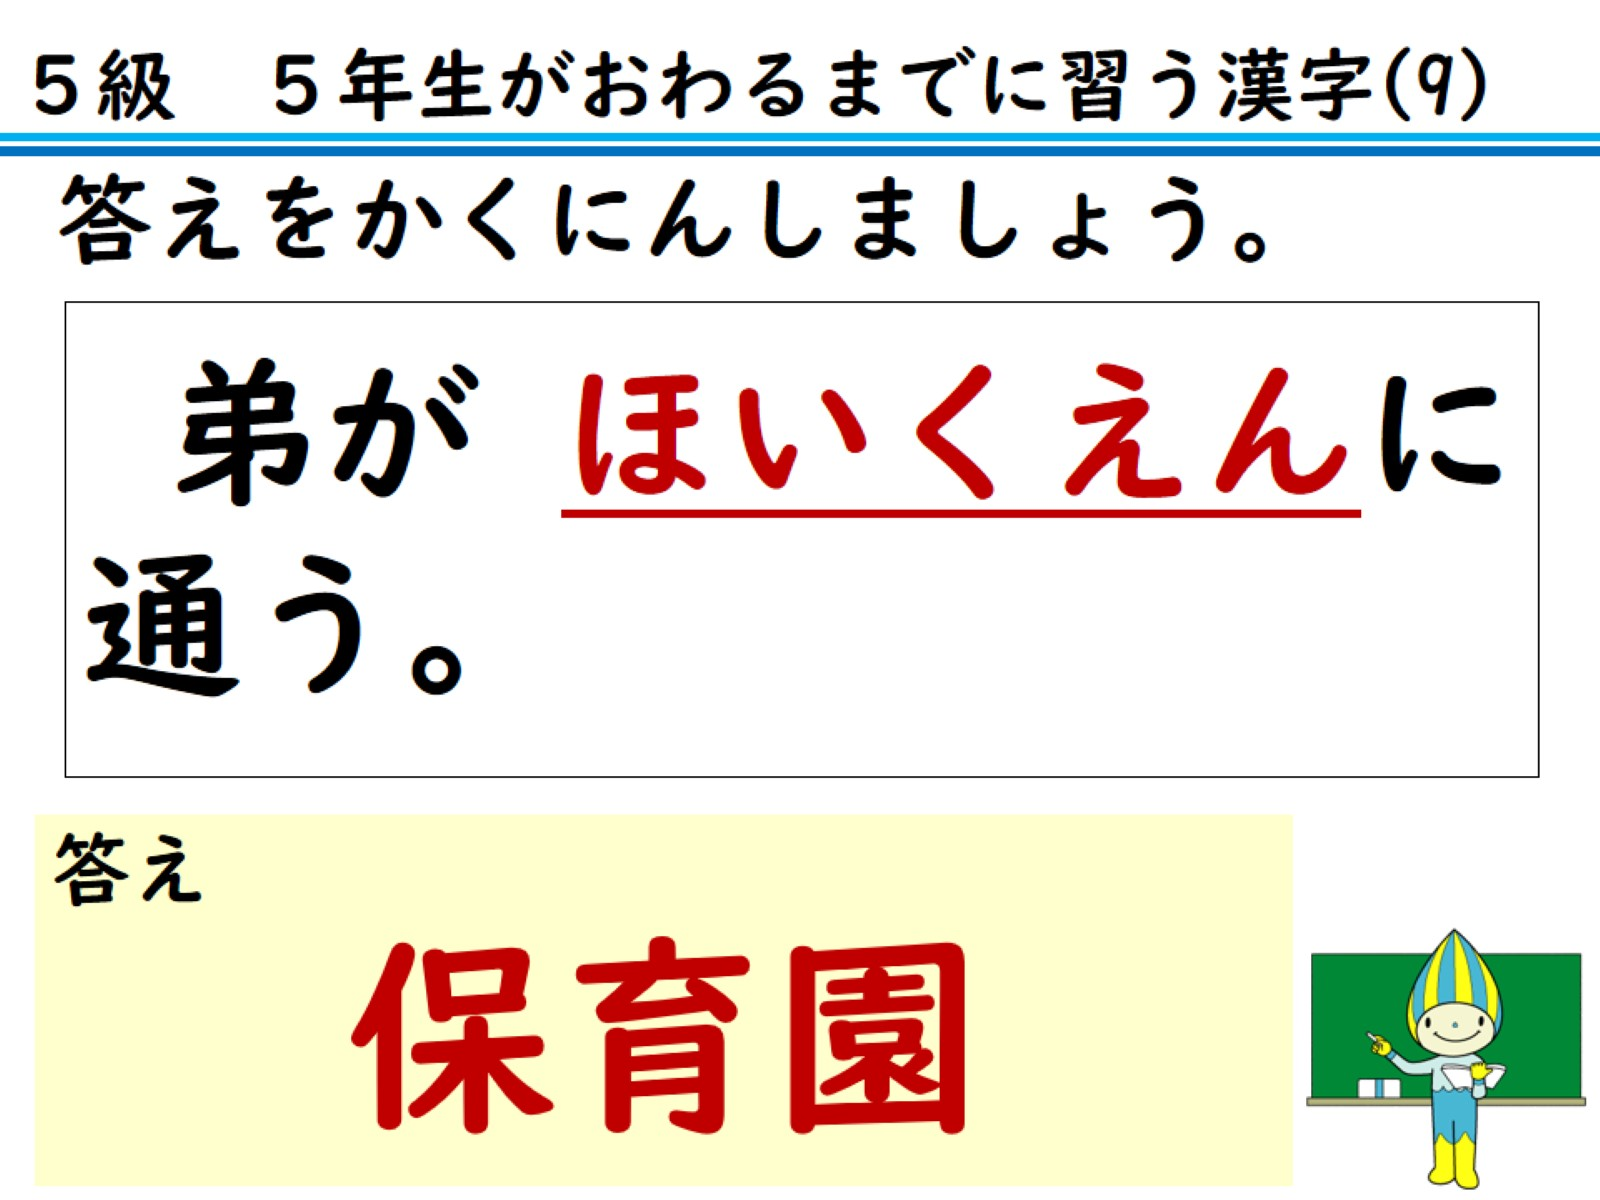 ５級　５年生がおわるまでに習う漢字(9)
答えをかくにんしましょう。
弟が ほいくえんに
通う。
答え
保育園